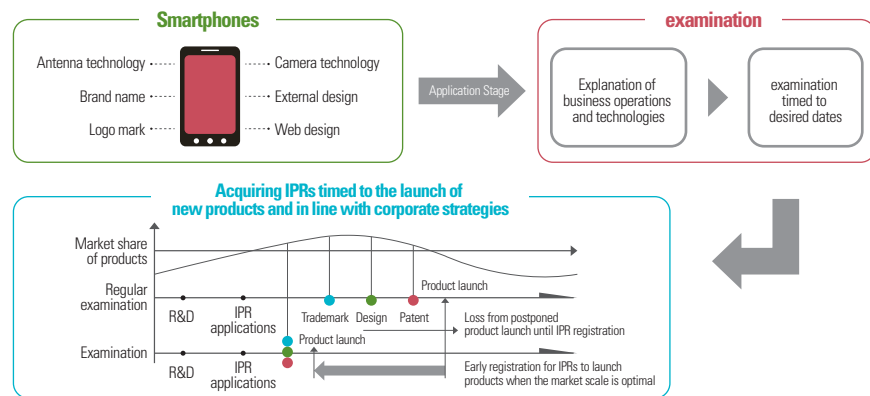 Smartphones
Antenna technology
Brand name
Logo mark
Camera technology
External design
Web design
Application Stage
examination
Explanation of
business operations
and technologies
examination
timed to
desired dates
Acquiring IPRs timed to the launch of
new products and in line with corporate strategies
Market share
of products
Regular
examination
R&D
IPR
applications
Trademark
Design
Patent
Product launch
Loss from postponed
product launch until IPR registration
Examination
R&D
IPR
applications
Product launch
Early registration for IPRs to launch
products when the market scale is optimal